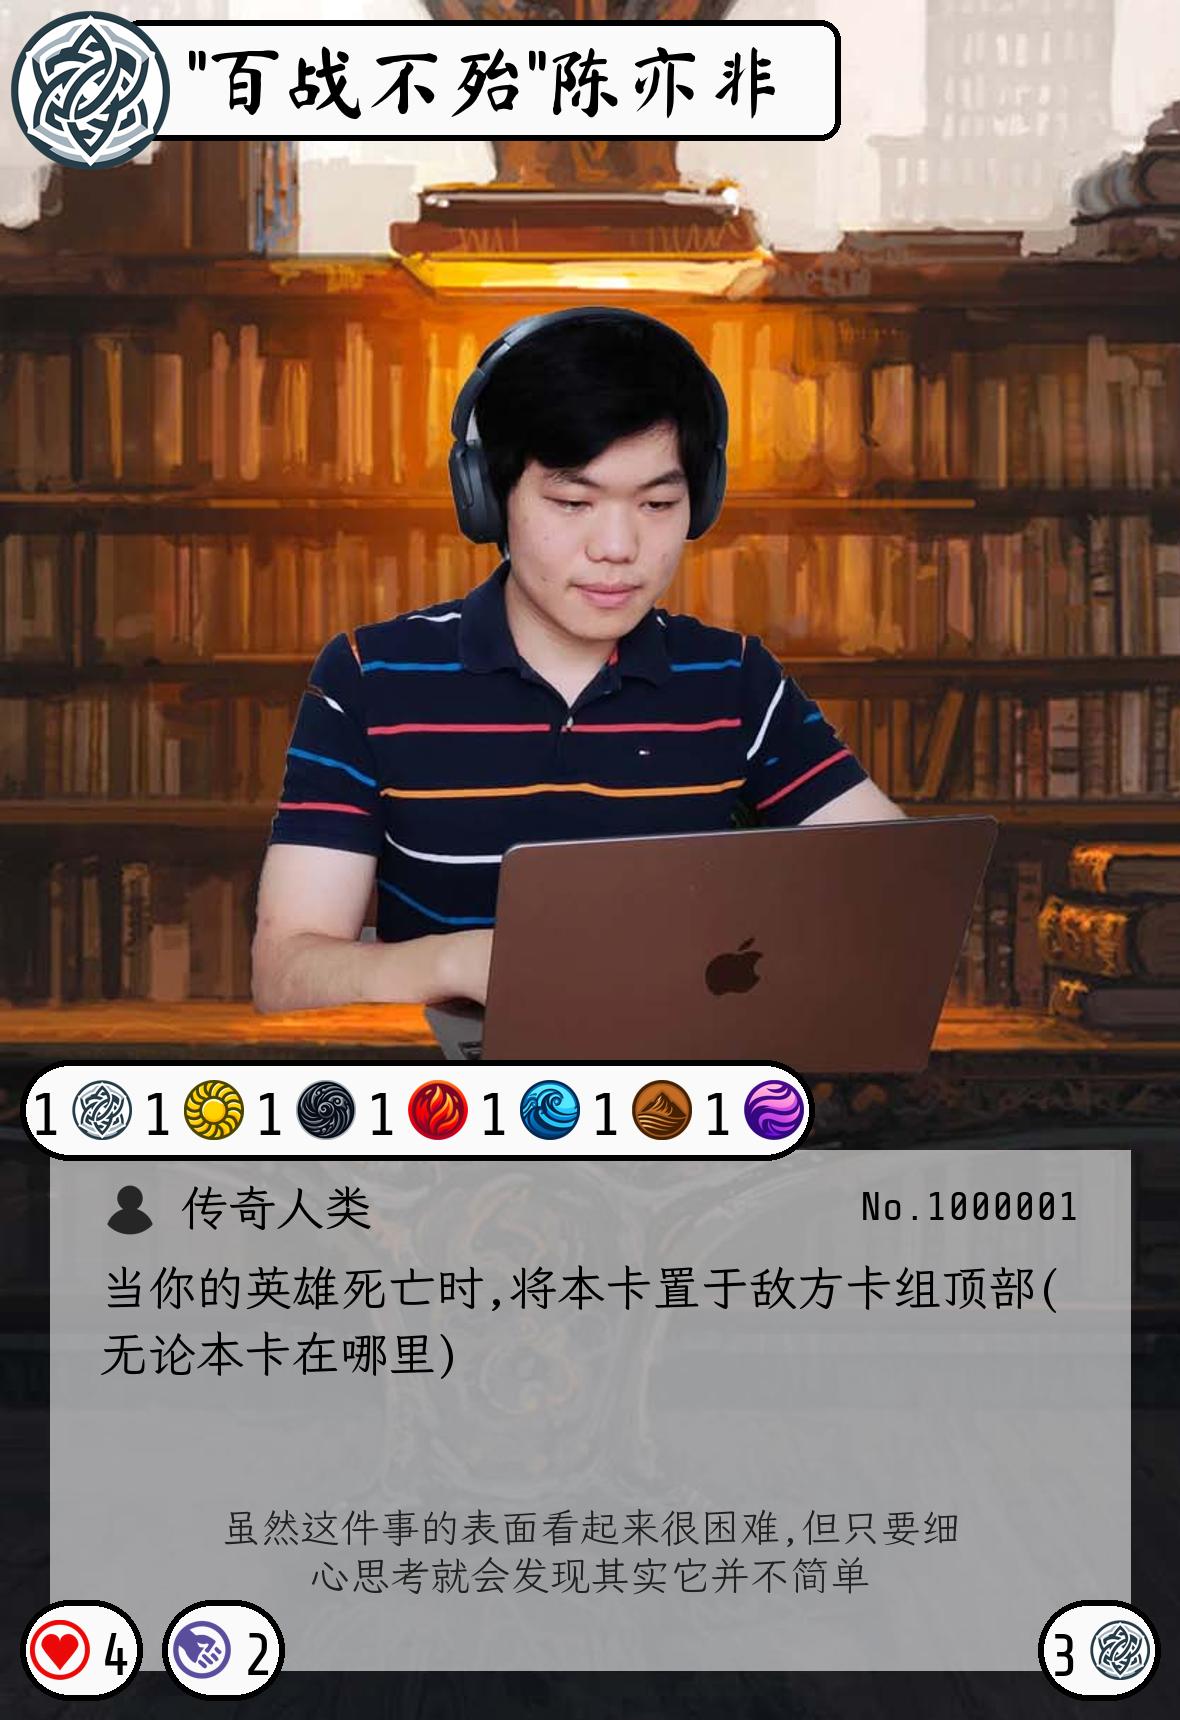 "百战不殆"陈亦非
1 1 1 1 1 1 1
传奇人类 No.1000001
当你的英雄死亡时,将本卡置于敌方卡组顶部(
无论本卡在哪里)
虽然这件事的表面看起来很困难,但只要细
心思考就会发现其实它并不简单
4 2 3